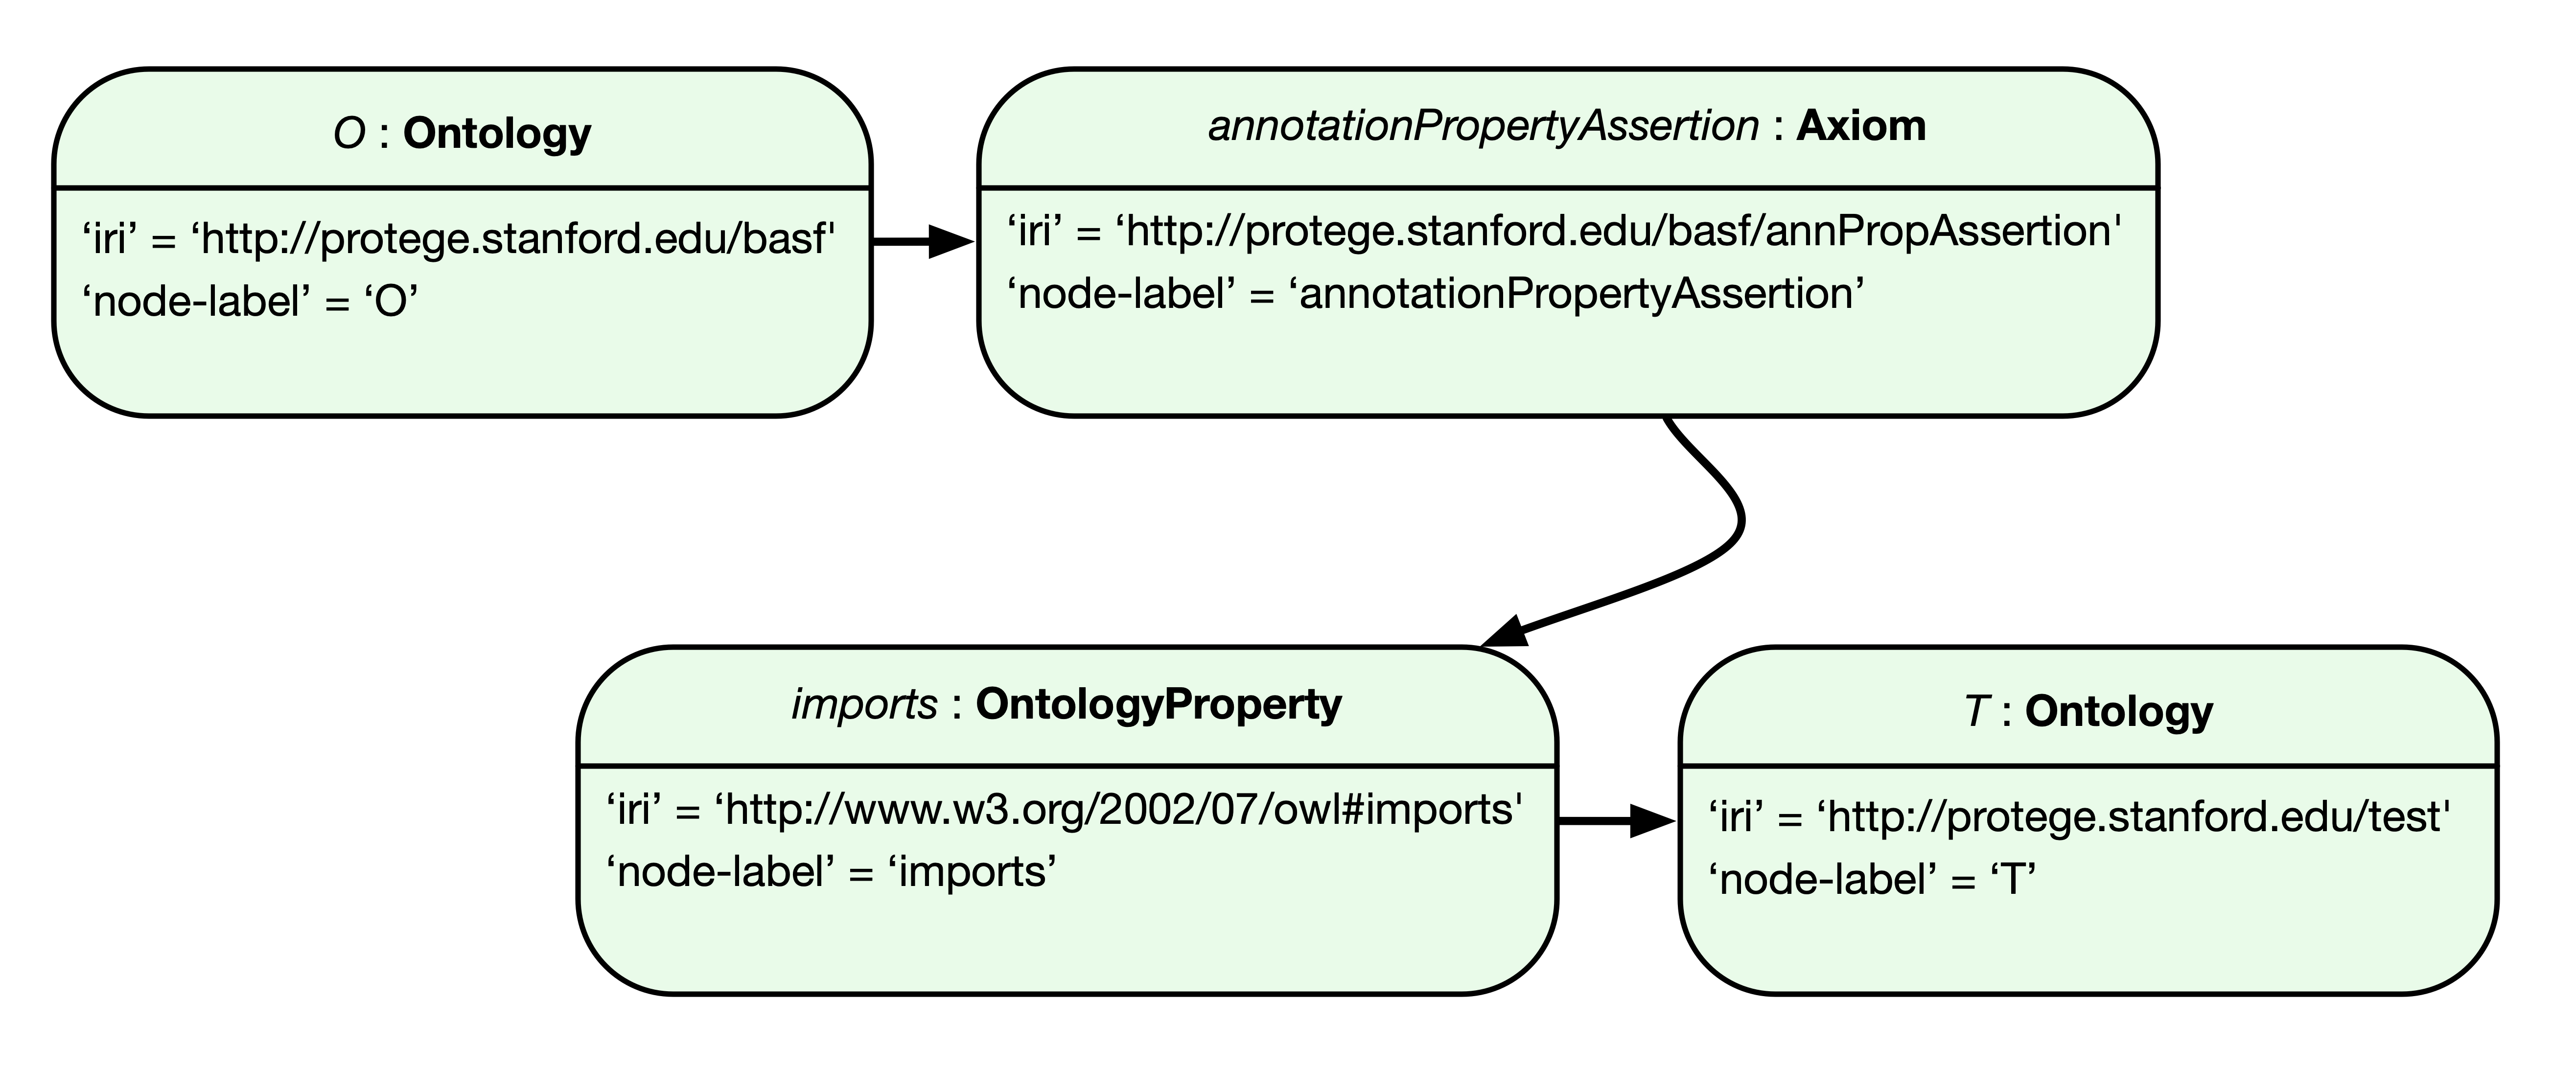 O : Ontology
‘iri’ = ‘http://protege.stanford.edu/basf'
‘node-label’ = ‘O’
annotationPropertyAssertion : Axiom
‘iri’ = ‘http://protege.stanford.edu/basf/annPropAssertion'
‘node-label’ = ‘annotationPropertyAssertion’
imports : OntologyProperty
‘iri’ = ‘http://www.w3.org/2002/07/owl#imports'
‘node-label’ = ‘imports’
T : Ontology
‘iri’ = ‘http://protege.stanford.edu/test'
‘node-label’ = ‘T’